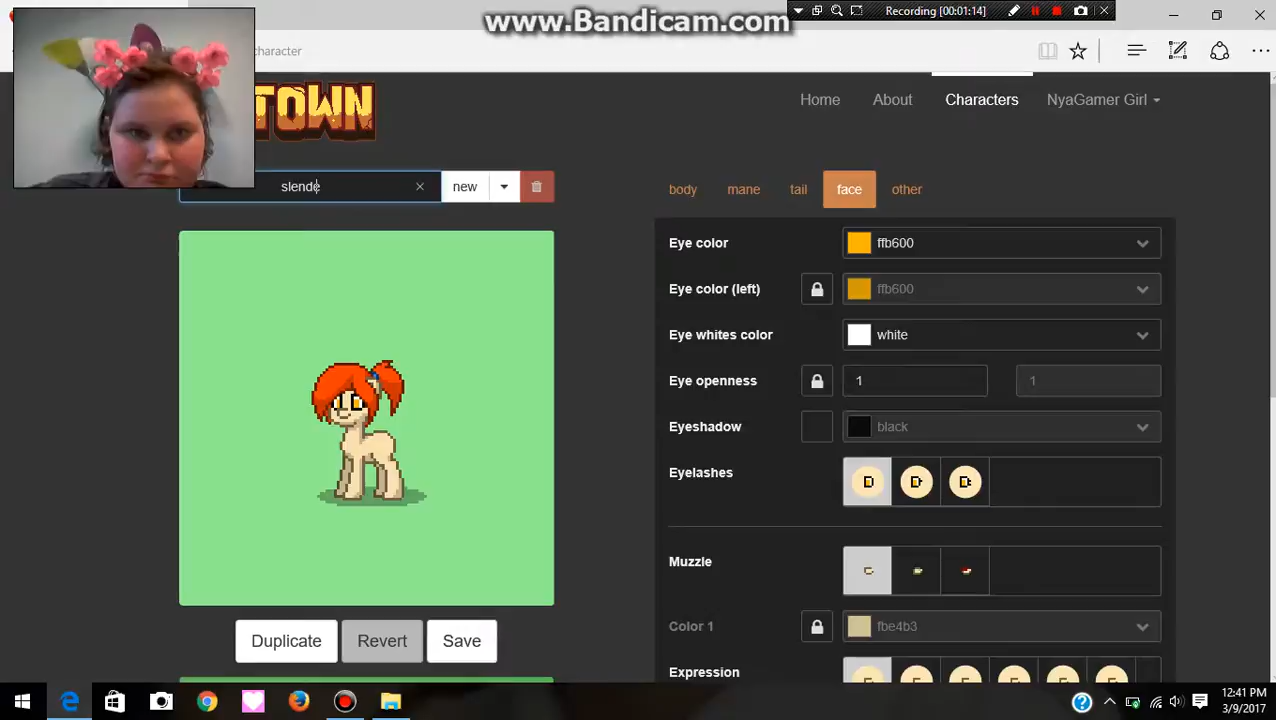 www.Bandicam.com
Recording [00:01:14]
character
TOWN
Home
About
Characters
NyaGamer Girl
slende
new
body
mane
tail
face
other
Eye color
ffb600
Eye color (left)
ffb600
Eye whites color
white
Eye openness
1
1
Eyeshadow
black
Eyelashes
Muzzle
Color 1
fbe4b3
Expression
Duplicate
Revert
Save
12:41 PM
3/9/2017